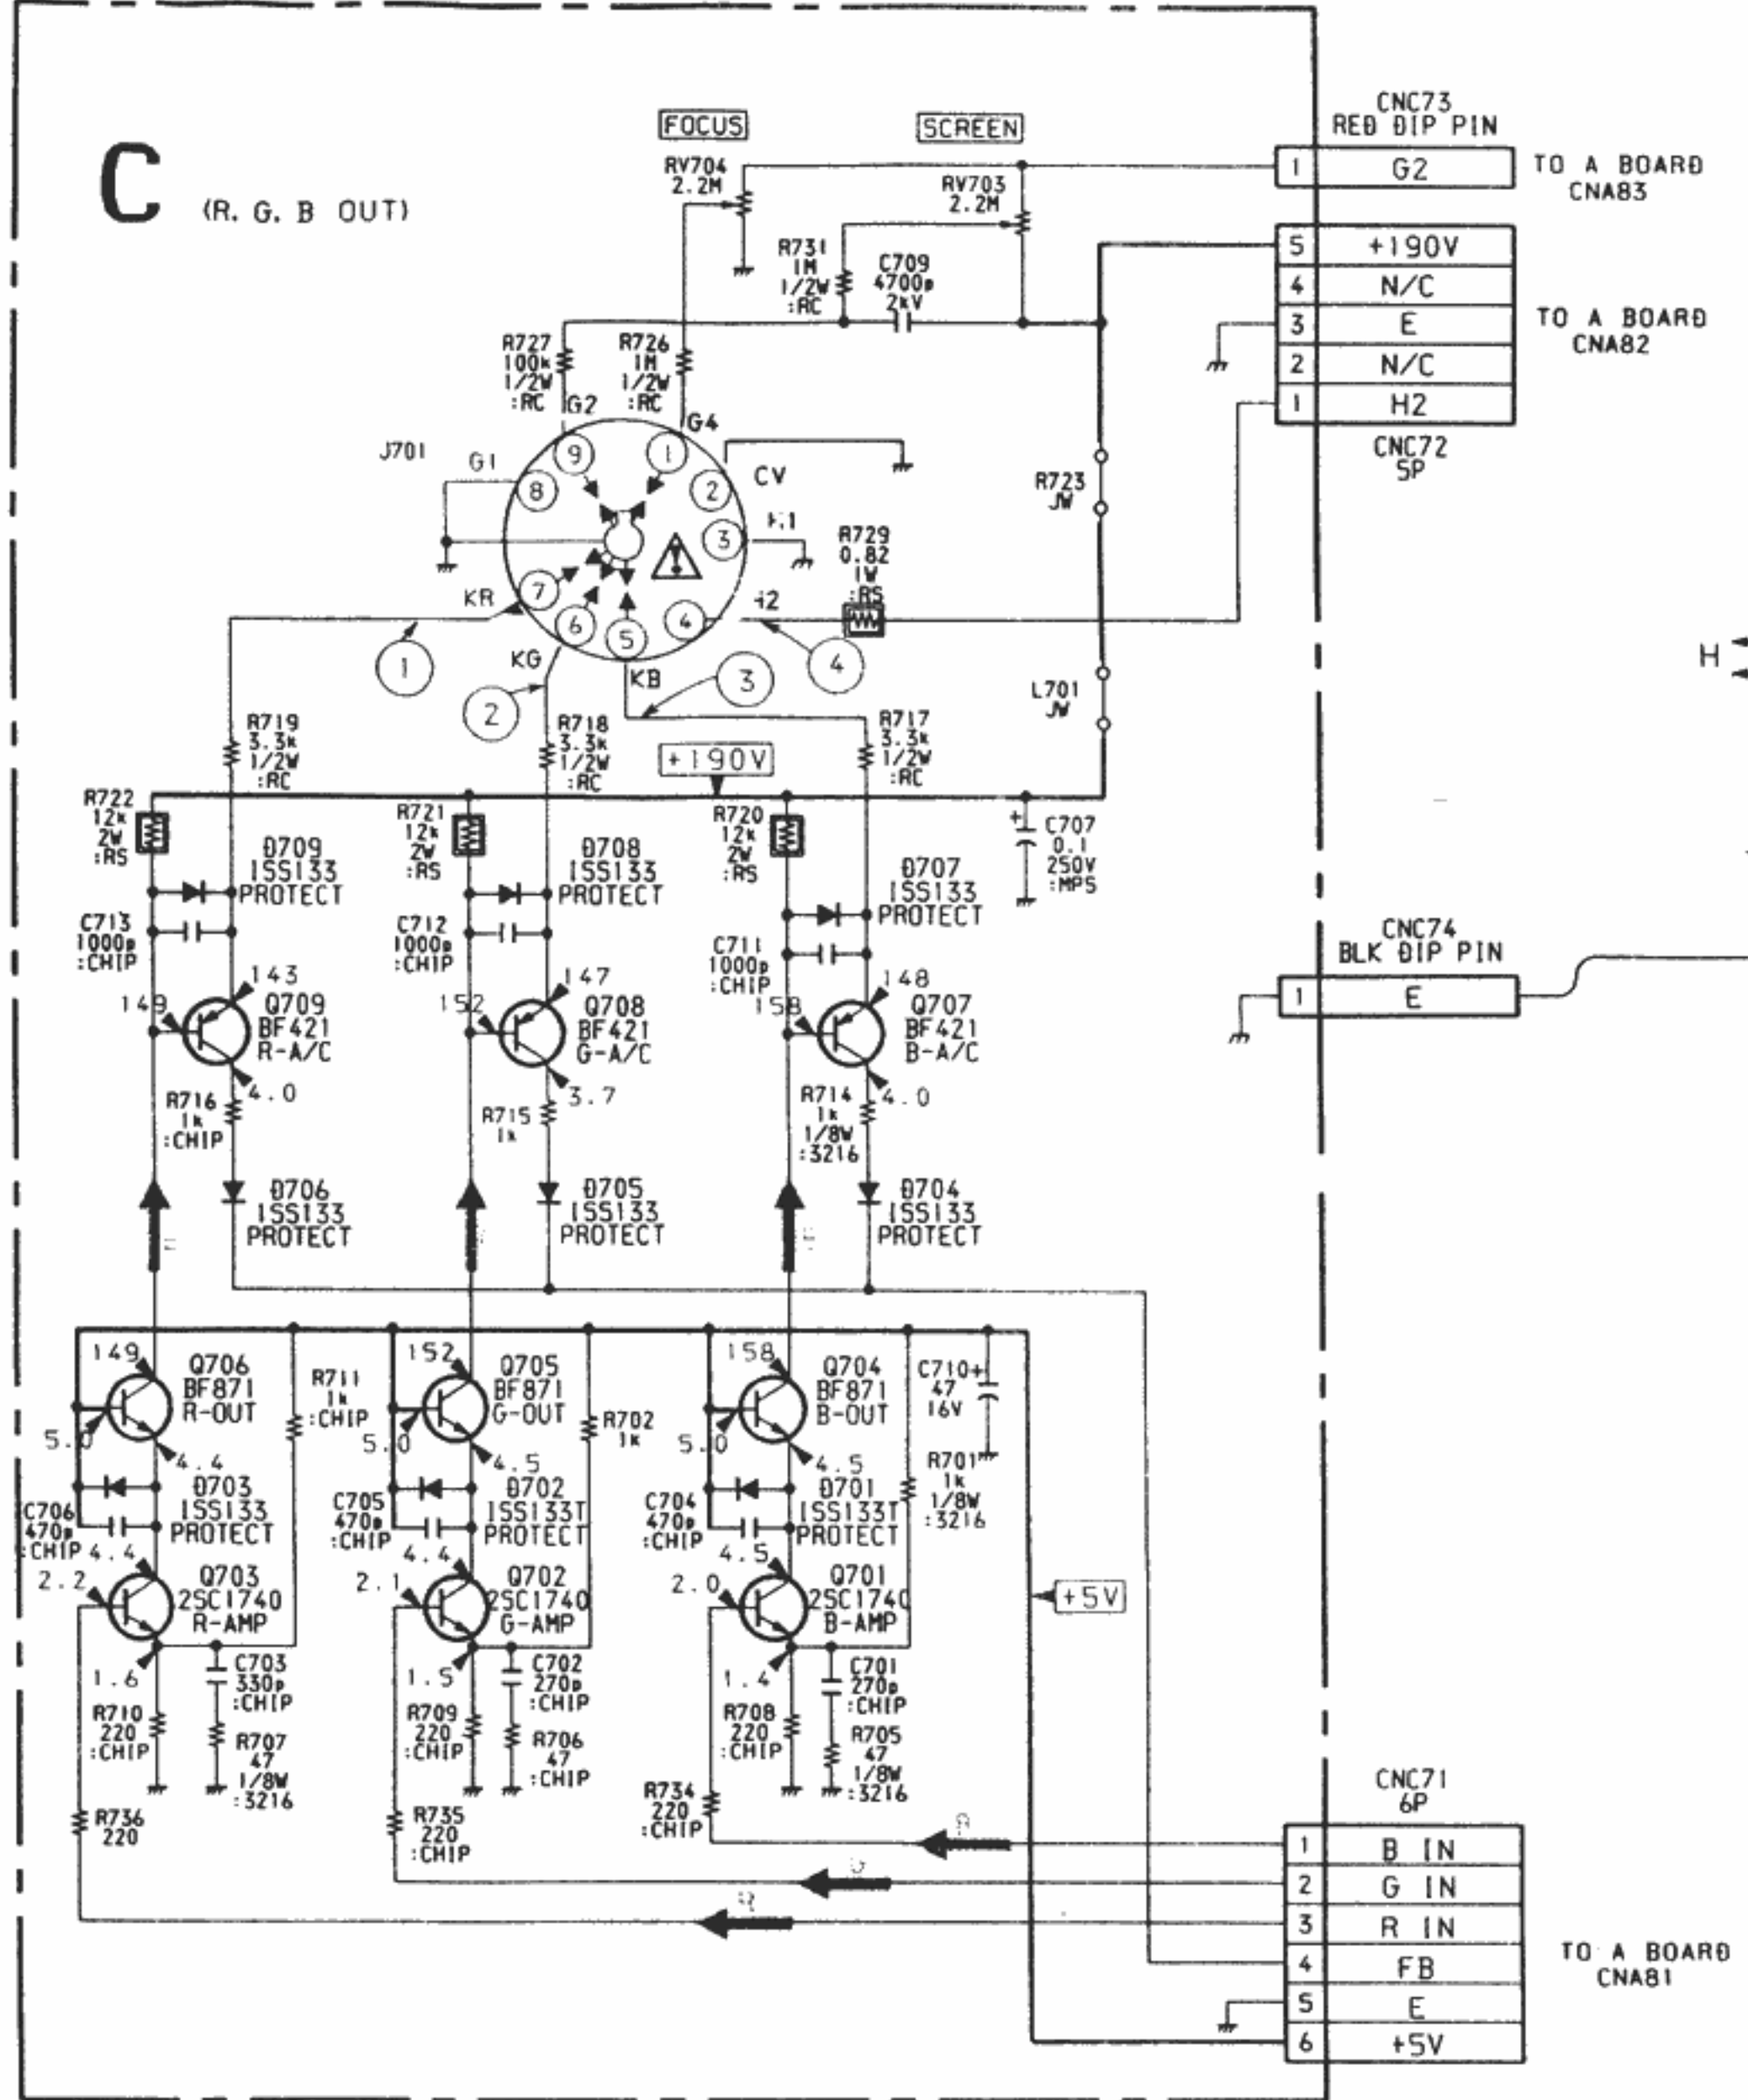 C (R. G. B OUT)
FOCUS
SCREEN
CNC73
RED DIP PIN
1 G2
TO A BOARD
CNA83
RV704
2.2M
RV703
2.2M
R731
1M
1/2W
:RC
C709
4700p
2kV
5 +190V
4 N/C
3 E
2 N/C
1 H2
TO A BOARD
CNA82
CNC72
5P
R727
100k
1/2W
:RC
R726
1M
1/2W
:RC
G2
G4
J701
G1
CV
9
1
8
2
3
7
6
5
4
R723
JW
R729
0.82
1W
:RS
KR
KG
KB
1
2
3
4
H
L701
JW
R719
3.3k
1/2W
:RC
R718
3.3k
1/2W
:RC
R717
3.3k
1/2W
:RC
+190V
R722
12k
2W
:RS
R721
12k
2W
:RS
R720
12k
2W
:RS
C707
0.1
250V
:MPS
D709
1SS133
PROTECT
D708
1SS133
PROTECT
D707
1SS133
PROTECT
C713
1000p
:CHIP
C712
1000p
:CHIP
C711
1000p
:CHIP
CNC74
BLK DIP PIN
1 E
149
143
Q709
BF421
R-A/C
4.0
152
147
Q708
BF421
G-A/C
3.7
158
148
Q707
BF421
B-A/C
4.0
R716
1k
:CHIP
R715
1k
R714
1k
1/8W
:3216
D706
1SS133
PROTECT
D705
1SS133
PROTECT
D704
1SS133
PROTECT
149
Q706
BF871
R-OUT
5.0
4.4
R711
1k
:CHIP
152
Q705
BF871
G-OUT
5.0
4.5
R702
1k
158
Q704
BF871
B-OUT
5.0
4.5
C710+
47
16V
R701
1k
1/8W
:3216
D703
1SS133
PROTECT
D702
1SS133T
PROTECT
D701
1SS133T
PROTECT
C706
470p
:CHIP
C705
470p
:CHIP
C704
470p
:CHIP
4.4
2.2
Q703
2SC1740
R-AMP
1.6
4.4
2.1
Q702
2SC1740
G-AMP
1.5
4.5
2.0
Q701
2SC1740
B-AMP
1.4
+5V
C703
330p
:CHIP
C702
270p
:CHIP
C701
270p
:CHIP
R710
220
:CHIP
R707
47
1/8W
:3216
R709
220
:CHIP
R706
47
:CHIP
R708
220
:CHIP
R705
47
1/8W
:3216
R736
220
R735
220
:CHIP
R734
220
:CHIP
CNC71
6P
1 B IN
2 G IN
3 R IN
4 FB
5 E
6 +5V
TO A BOARD
CNA81